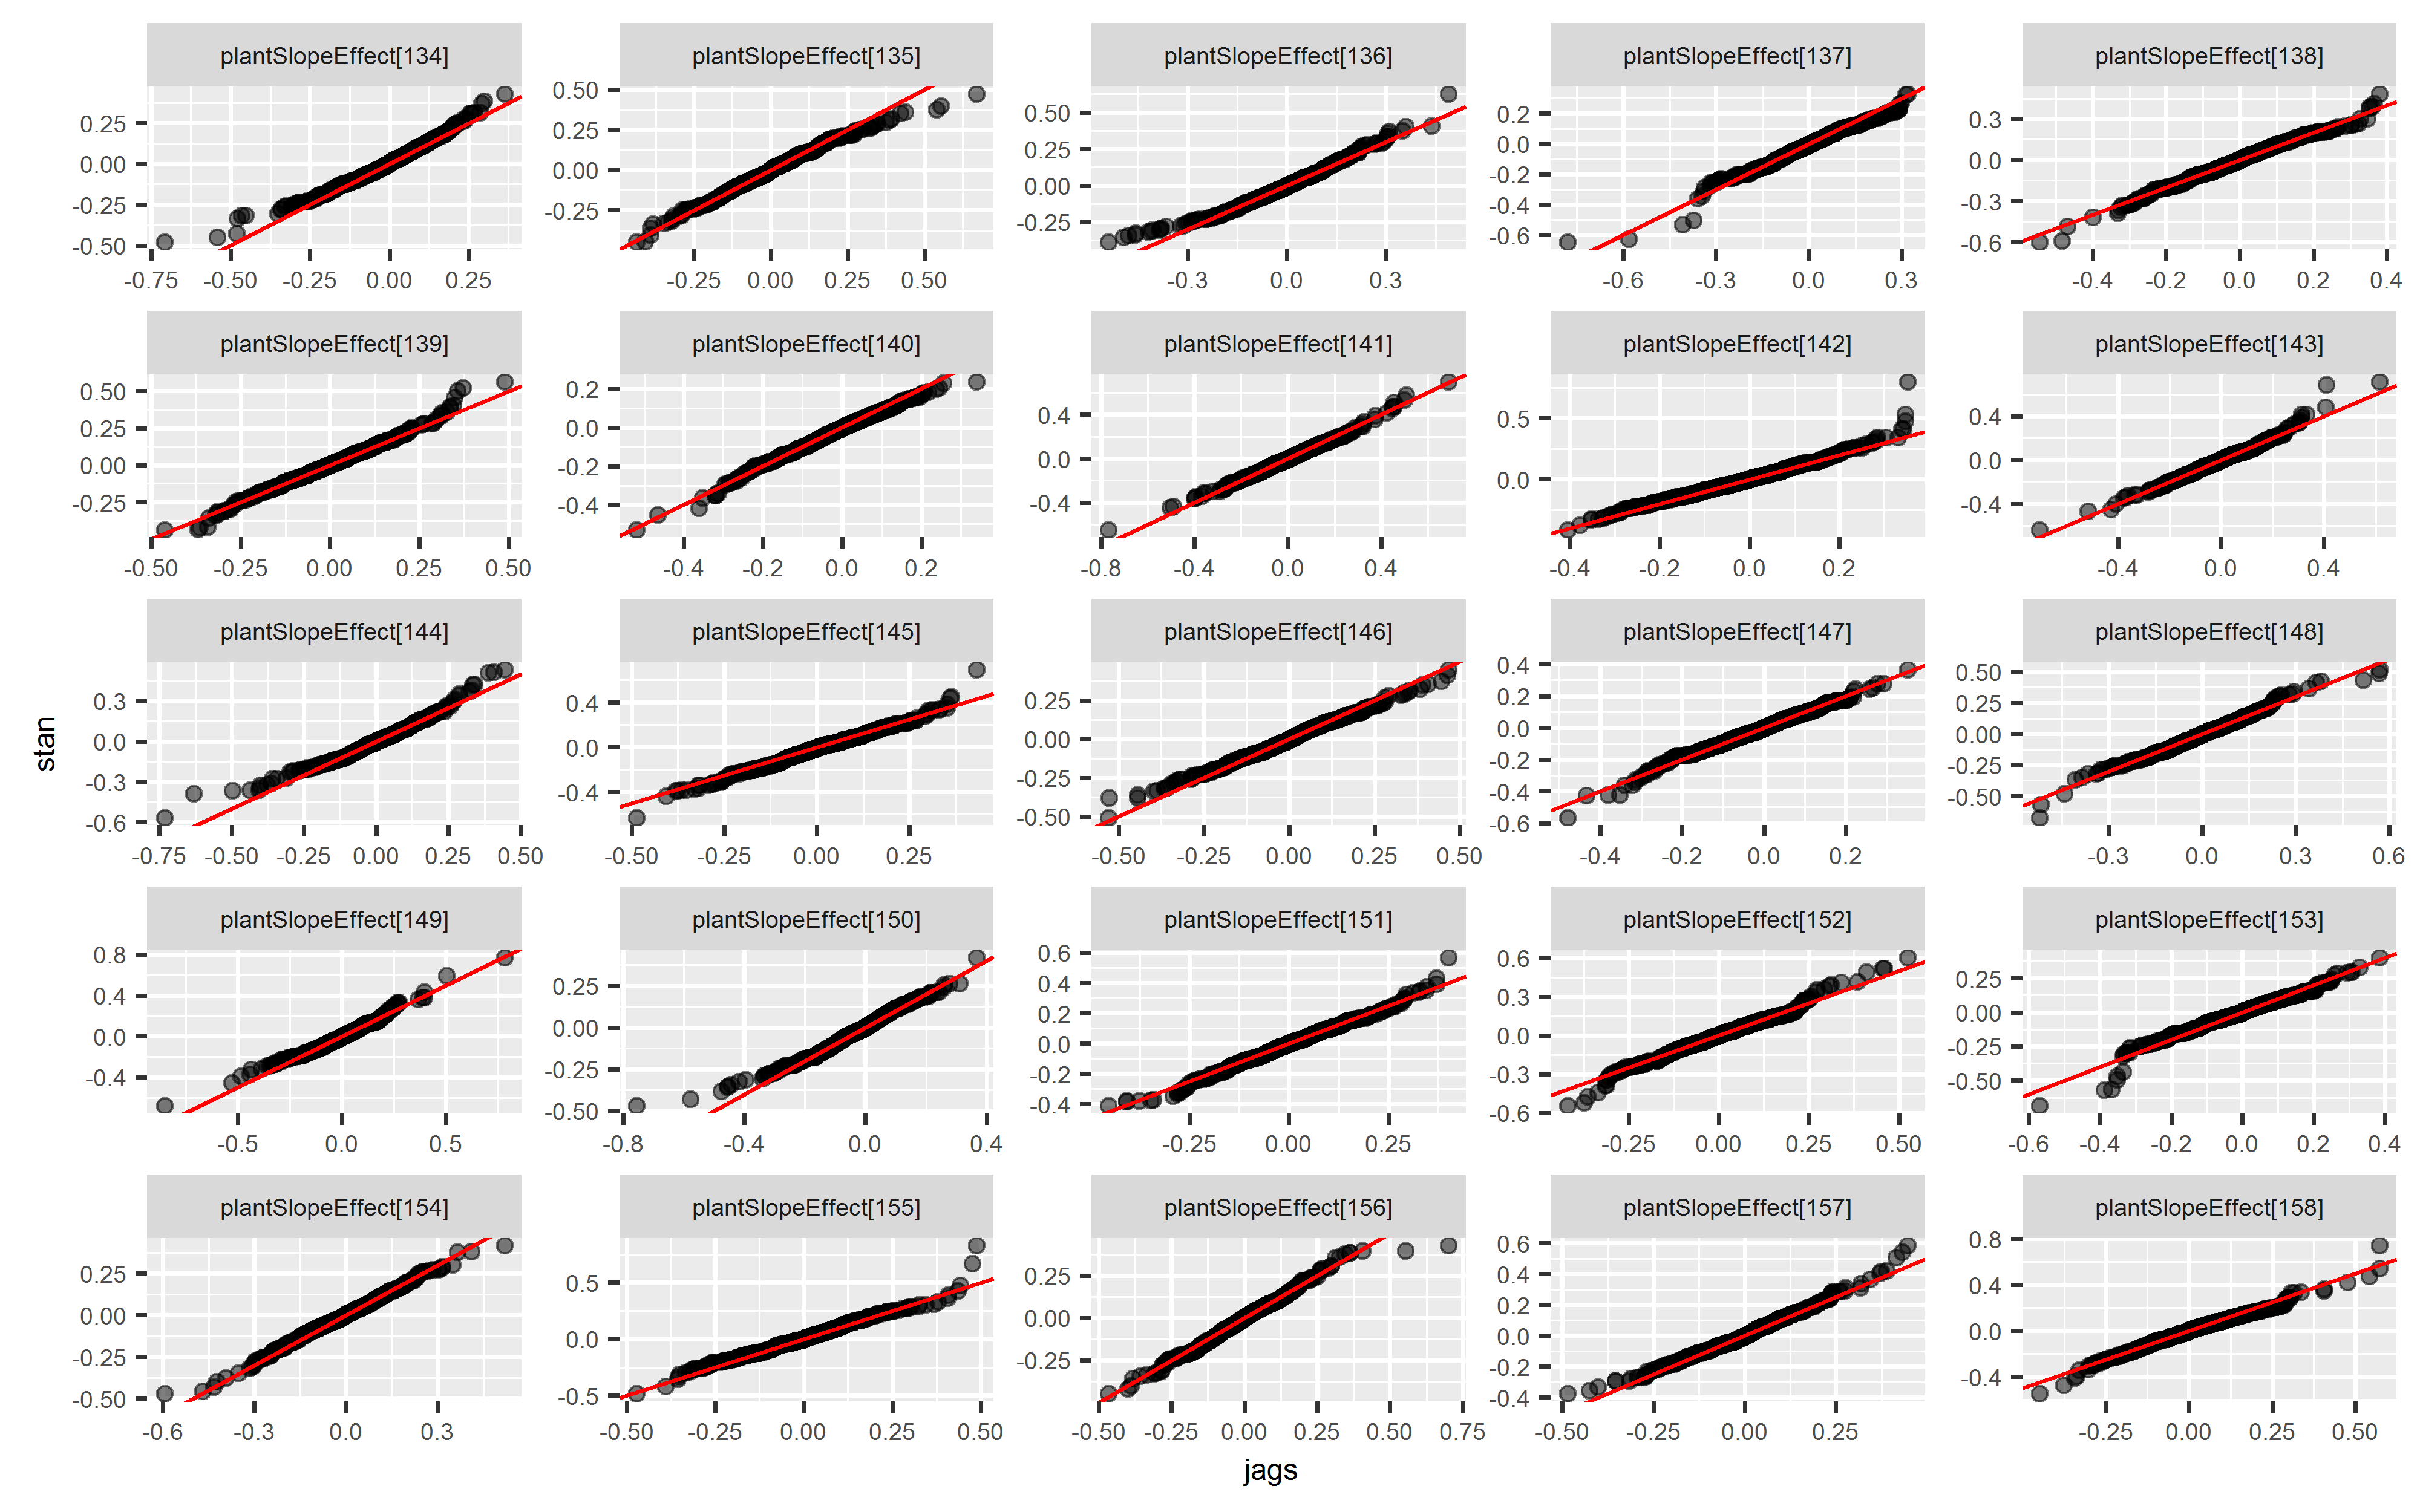 plantSlopeEffect[134] plantSlopeEffect[135] plantSlopeEffect[136] plantSlopeEffect[137] plantSlopeEffect[138]
0.25 0.00 -0.25 -0.50
0.50 0.25 0.00 -0.25
0.50 0.25 0.00 -0.25
0.2 0.0 -0.2 -0.4 -0.6
0.3 0.0 -0.3 -0.6
-0.75 -0.50 -0.25 0.00 0.25
-0.25 0.00 0.25 0.50
-0.3 0.0 0.3
-0.6 -0.3 0.0 0.3
-0.4 -0.2 0.0 0.2 0.4
plantSlopeEffect[139] plantSlopeEffect[140] plantSlopeEffect[141] plantSlopeEffect[142] plantSlopeEffect[143]
0.50 0.25 0.00 -0.25
0.2 0.0 -0.2 -0.4
0.4 0.0 -0.4
0.5 0.0
0.4 0.0 -0.4
-0.50 -0.25 0.00 0.25 0.50
-0.4 -0.2 0.0 0.2
-0.8 -0.4 0.0 0.4
-0.4 -0.2 0.0 0.2
-0.4 0.0 0.4
plantSlopeEffect[144] plantSlopeEffect[145] plantSlopeEffect[146] plantSlopeEffect[147] plantSlopeEffect[148]
0.3 0.0 -0.3 -0.6
0.4 0.0 -0.4
0.25 0.00 -0.25 -0.50
0.4 0.2 0.0 -0.2 -0.4 -0.6
0.50 0.25 0.00 -0.25 -0.50
-0.75 -0.50 -0.25 0.00 0.25 0.50
-0.50 -0.25 0.00 0.25
-0.50 -0.25 0.00 0.25 0.50
-0.4 -0.2 0.0 0.2
-0.3 0.0 0.3 0.6
stan
plantSlopeEffect[149] plantSlopeEffect[150] plantSlopeEffect[151] plantSlopeEffect[152] plantSlopeEffect[153]
0.8 0.4 0.0 -0.4
0.25 0.00 -0.25 -0.50
0.6 0.4 0.2 0.0 -0.2 -0.4
0.6 0.3 0.0 -0.3 -0.6
0.25 0.00 -0.25 -0.50
-0.5 0.0 0.5
-0.8 -0.4 0.0 0.4
-0.25 0.00 0.25
-0.25 0.00 0.25 0.50
-0.6 -0.4 -0.2 0.0 0.2 0.4
plantSlopeEffect[154] plantSlopeEffect[155] plantSlopeEffect[156] plantSlopeEffect[157] plantSlopeEffect[158]
0.25 0.00 -0.25 -0.50
0.5 0.0 -0.5
0.25 0.00 -0.25
0.6 0.4 0.2 0.0 -0.2 -0.4
0.8 0.4 0.0 -0.4
-0.6 -0.3 0.0 0.3
-0.50 -0.25 0.00 0.25 0.50
-0.50 -0.25 0.00 0.25 0.50 0.75
-0.50 -0.25 0.00 0.25
-0.25 0.00 0.25 0.50
jags